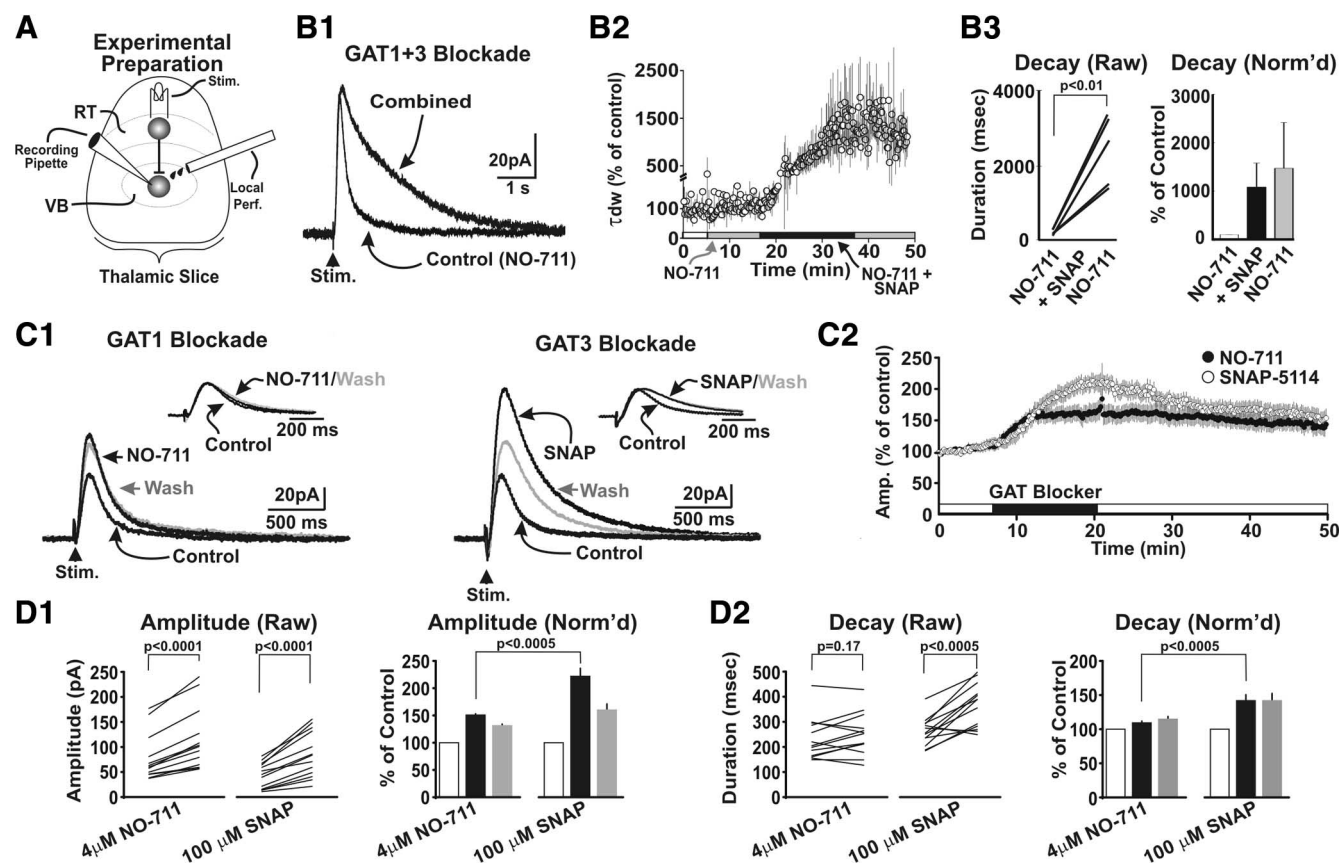 A
Experimental
Preparation
Stim.
RT
Recording
Pipette
VB
Local
Perf.
Thalamic Slice
B1
GAT1+3 Blockade
Combined
20pA
1 s
Control (NO-711)
Stim.
B2
τdw (% of control)
2500
1500
500
100
0
0 10 20 30 40 50
NO-711
Time (min)
NO-711 +
SNAP
B3
Decay (Raw)
p<0.01
Duration (msec)
4000
2000
0
NO-711
+ SNAP
NO-711
Decay (Norm'd)
% of Control
3000
2000
1000
0
NO-711
+ SNAP
NO-711
C1
GAT1 Blockade
NO-711/Wash
Control
200 ms
NO-711
Wash
20pA
500 ms
Control
Stim.
GAT3 Blockade
SNAP/Wash
Control
200 ms
SNAP
Wash
20pA
500 ms
Control
Stim.
C2
Amp. (% of control)
250
200
150
100
50
0
NO-711
SNAP-5114
GAT Blocker
0 10 20 30 40 50
Time (min)
D1
Amplitude (Raw)
p<0.0001 p<0.0001
Amplitude (pA)
250
200
150
100
50
0
4μM NO-711
100 μM SNAP
Amplitude (Norm'd)
p<0.0005
% of Control
250
200
150
100
50
0
4μM NO-711
100 μM SNAP
D2
Decay (Raw)
p=0.17 p<0.0005
Duration (msec)
500
400
300
200
100
0
4μM NO-711
100 μM SNAP
Decay (Norm'd)
p<0.0005
% of Control
200
150
100
50
0
4μM NO-711
100 μM SNAP